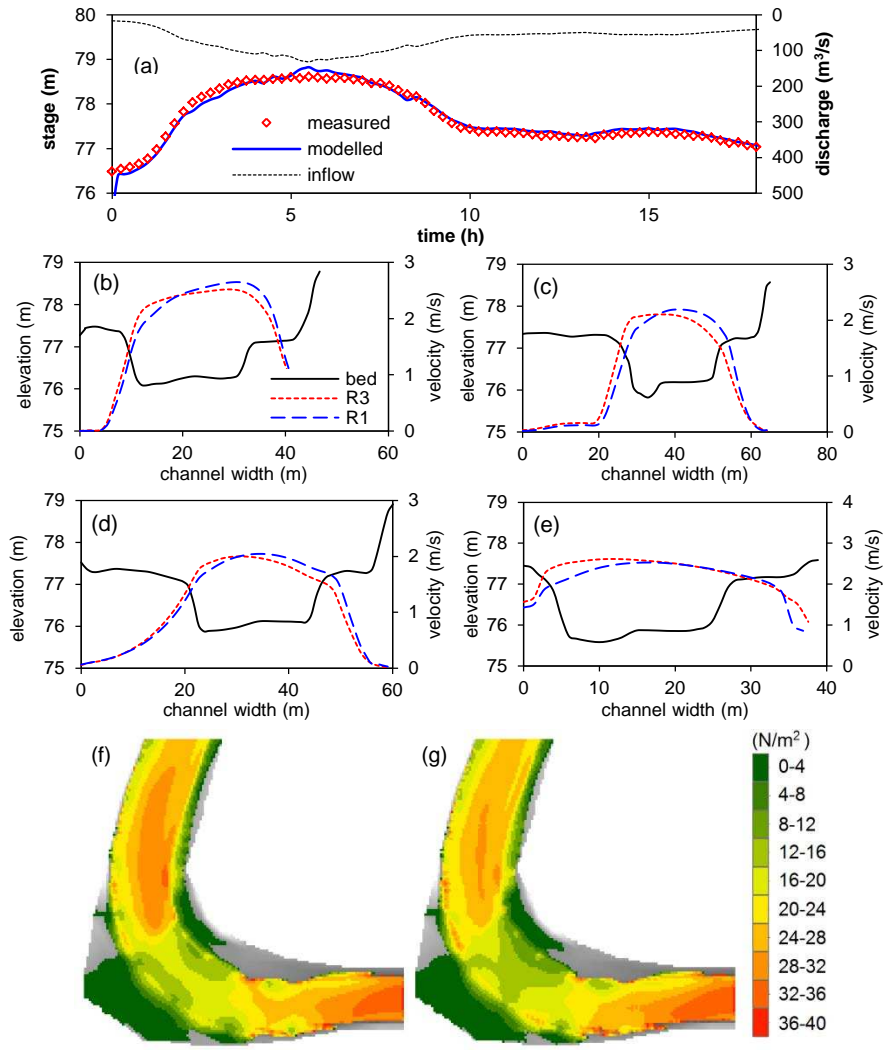 80
79
78
77
76
stage (m)
(a)
measured
modelled
inflow
0
100
200
300
400
500
discharge (m³/s)
0
5
10
15
time (h)
79
78
77
76
75
elevation (m)
(b)
bed
R3
R1
3
2
1
0
velocity (m/s)
0
20
40
60
channel width (m)
79
78
77
76
75
elevation (m)
(c)
3
2
1
0
velocity (m/s)
0
20
40
60
80
channel width (m)
79
78
77
76
75
elevation (m)
(d)
3
2
1
0
velocity (m/s)
0
20
40
60
channel width (m)
79
78
77
76
75
elevation (m)
(e)
4
3
2
1
0
velocity (m/s)
0
10
20
30
40
channel width (m)
(f)
(g)
(N/m²)
0-4
4-8
8-12
12-16
16-20
20-24
24-28
28-32
32-36
36-40